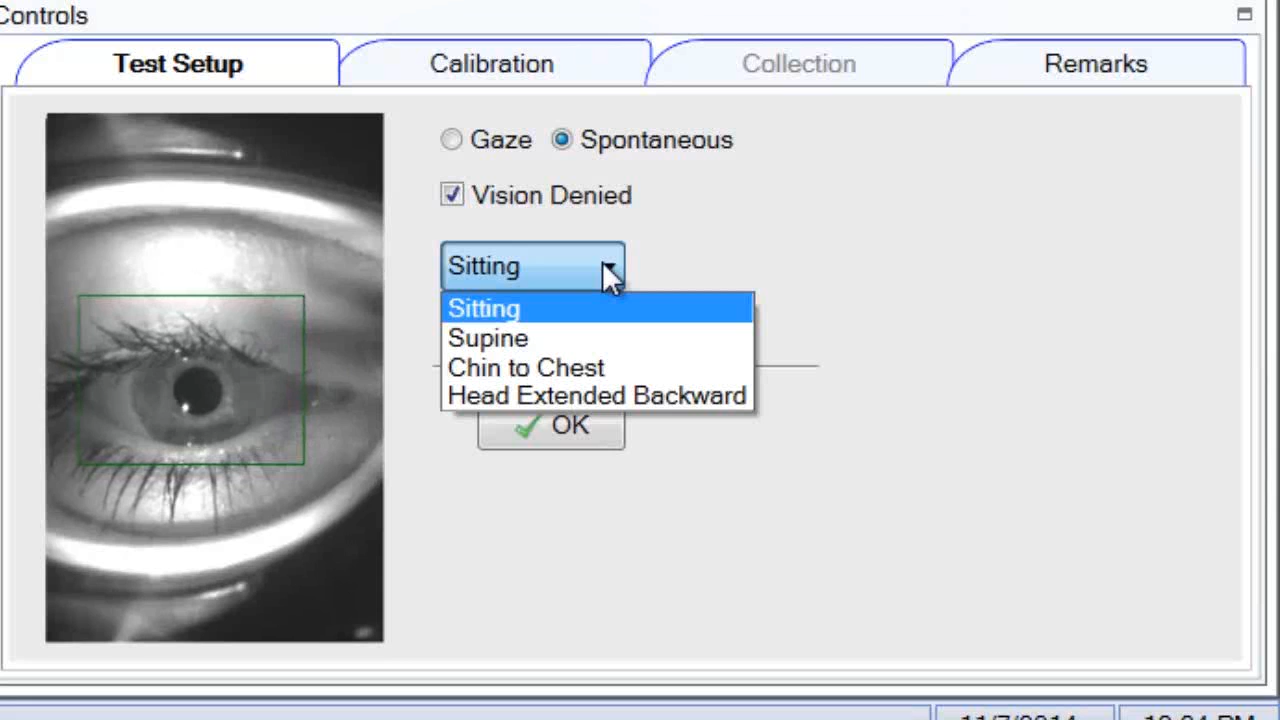 Controls
Test Setup Calibration Collection Remarks
Gaze Spontaneous
Vision Denied
Sitting
Sitting
Supine
Chin to Chest
Head Extended Backward
OK